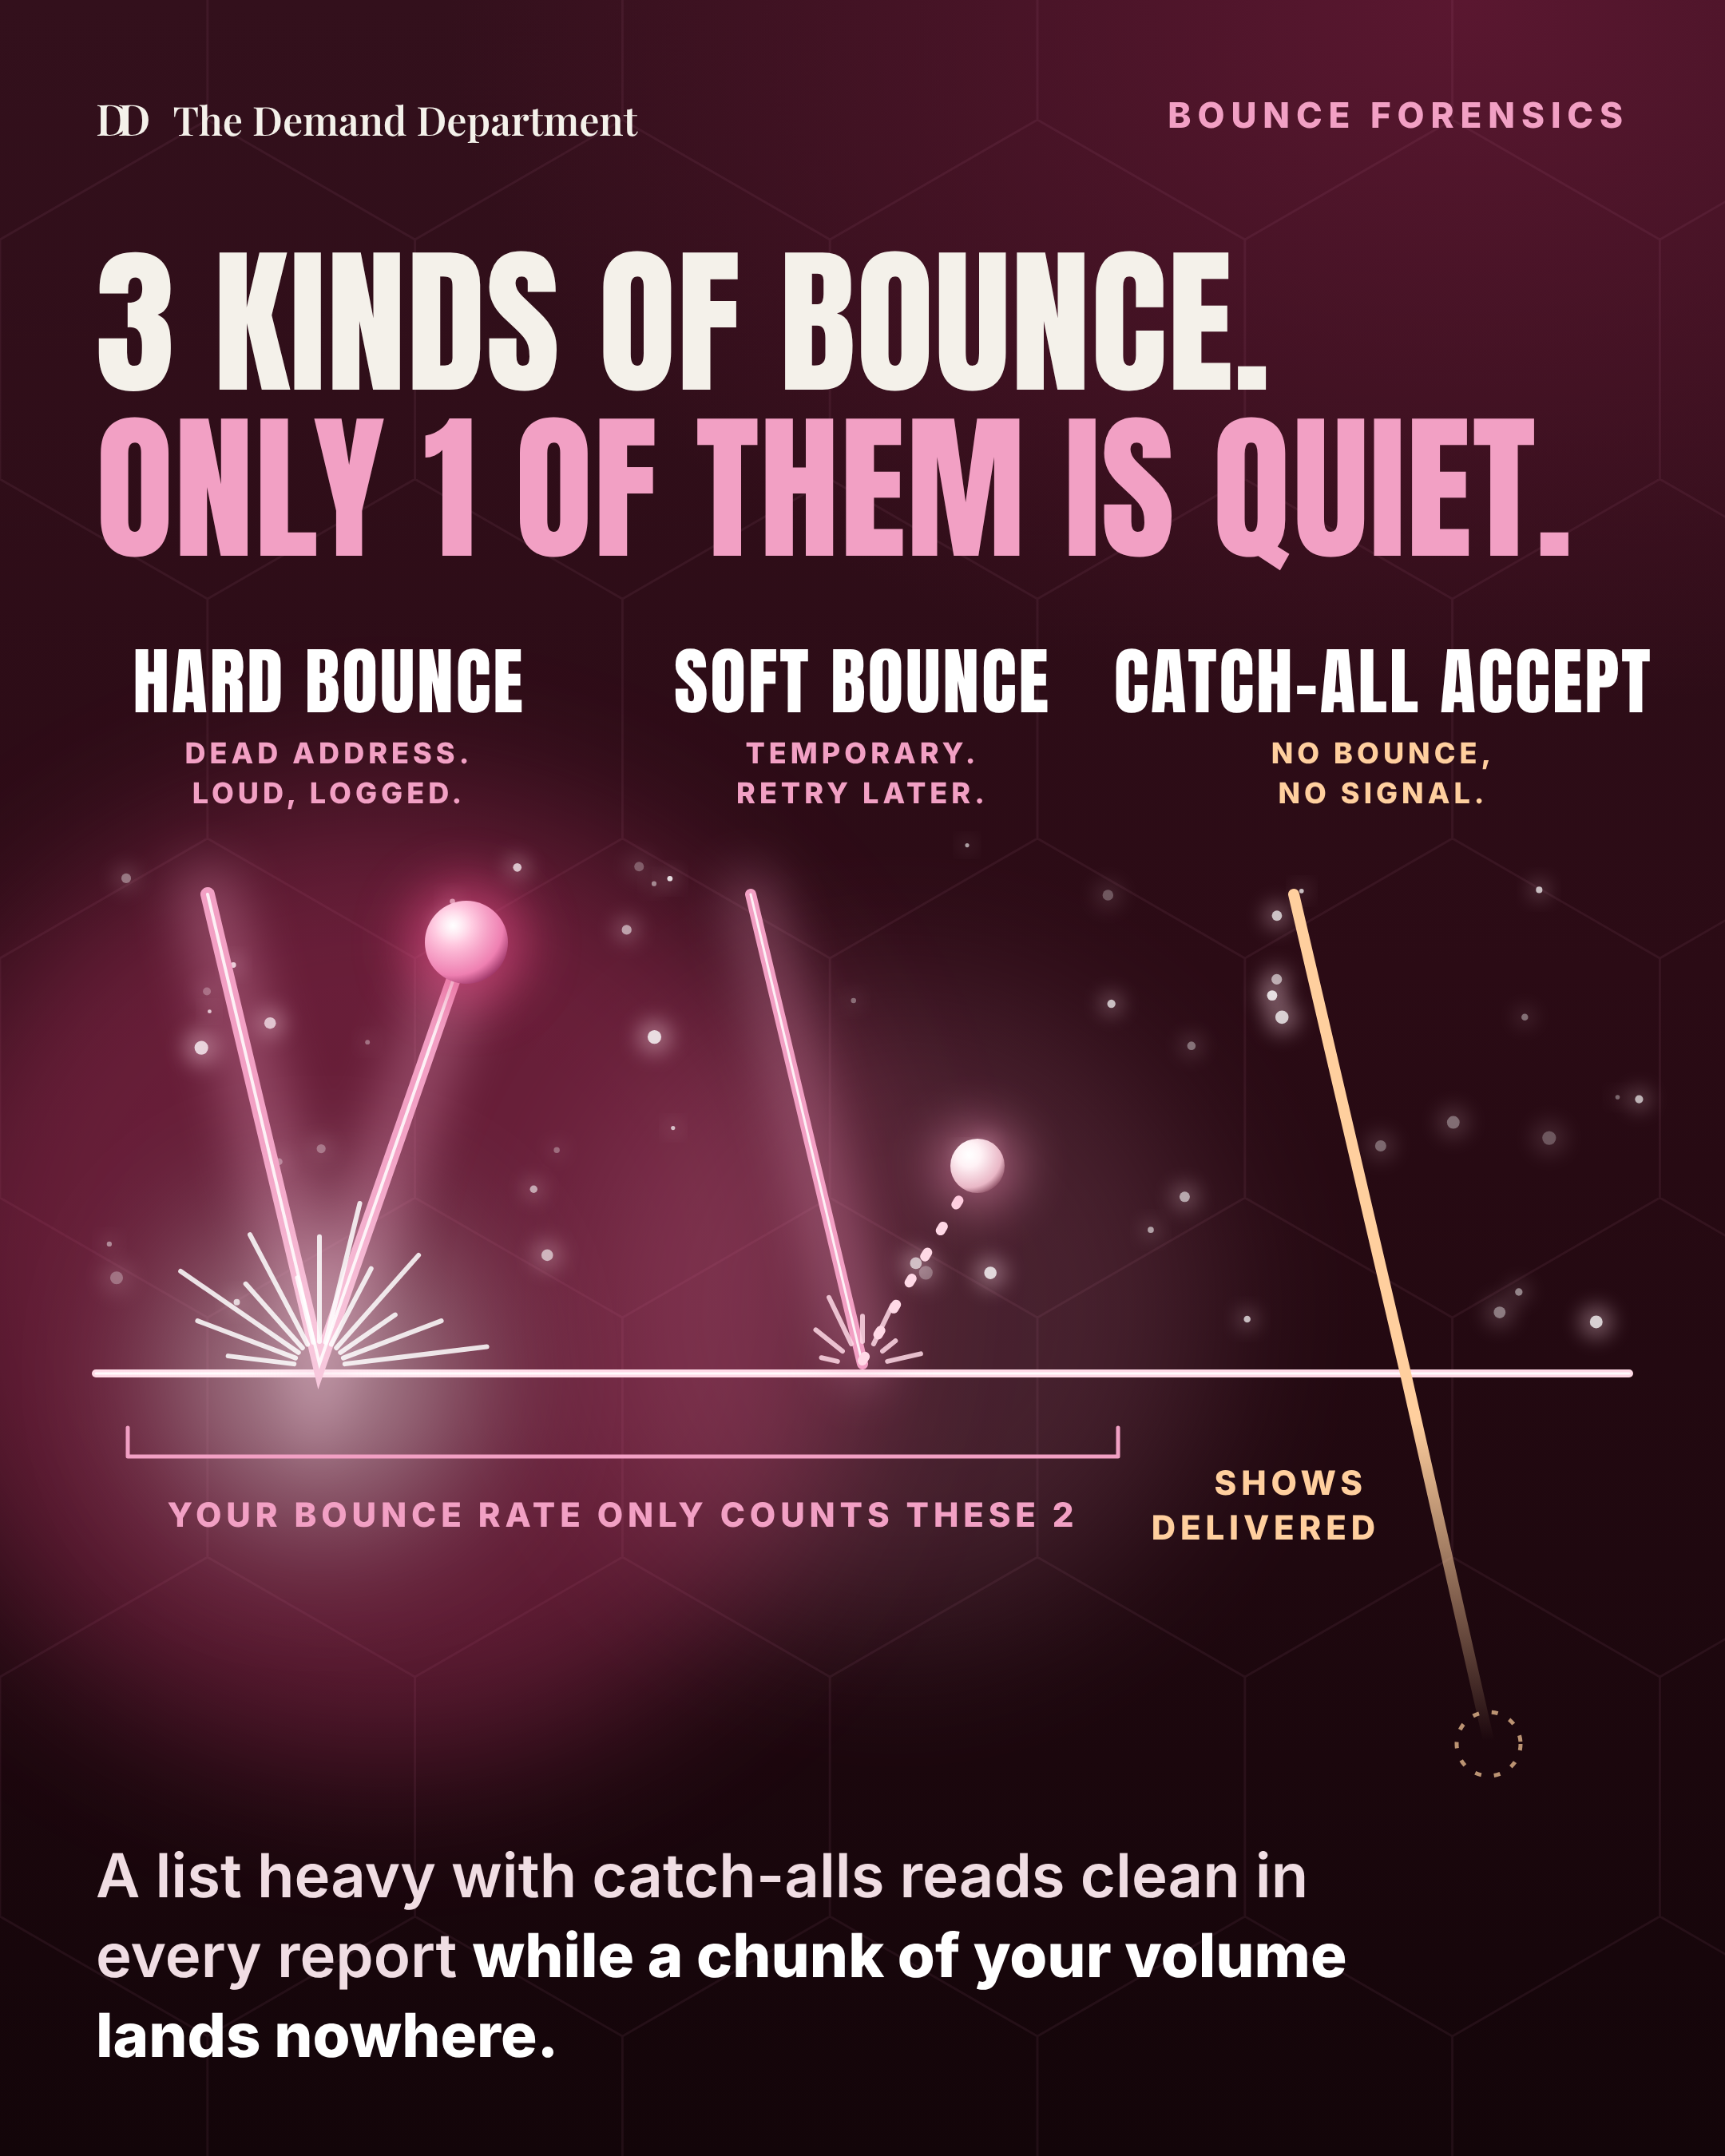 DD The Demand Department
BOUNCE FORENSICS
3 KINDS OF BOUNCE.
ONLY 1 OF THEM IS QUIET.
HARD BOUNCE
DEAD ADDRESS.
LOUD, LOGGED.
SOFT BOUNCE
TEMPORARY.
RETRY LATER.
CATCH-ALL ACCEPT
NO BOUNCE,
NO SIGNAL.
YOUR BOUNCE RATE ONLY COUNTS THESE 2
SHOWS
DELIVERED
A list heavy with catch-alls reads clean in
every report while a chunk of your volume
lands nowhere.